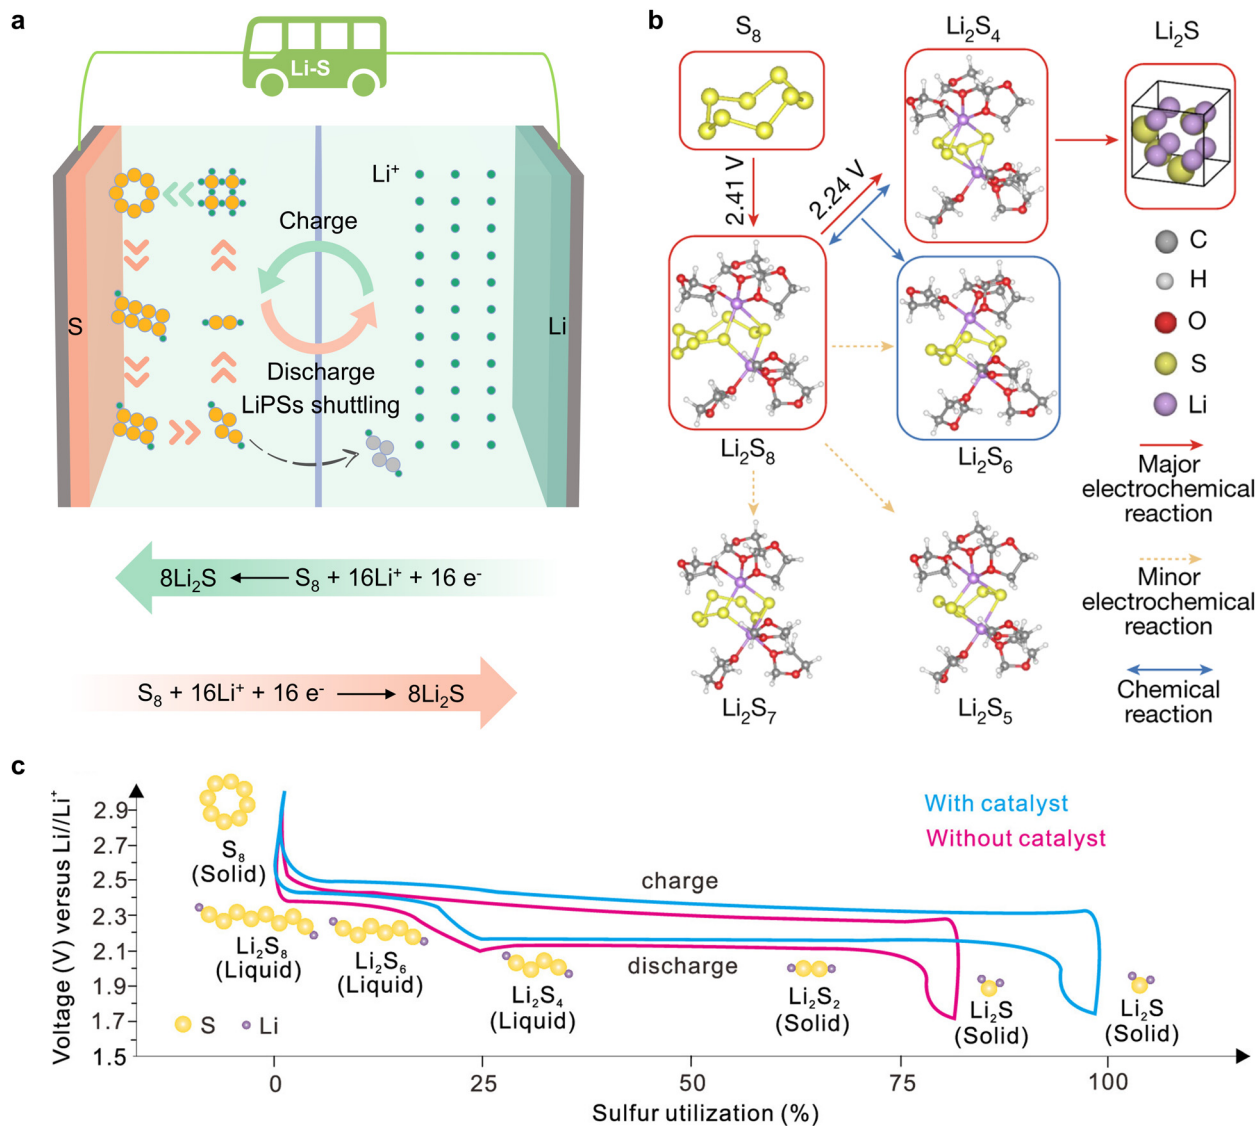 a
Li-S
Li⁺
Charge
S
Li
Discharge
LiPSs shuttling
8Li₂S ← S₈ + 16Li⁺ + 16 e⁻
S₈ + 16Li⁺ + 16 e⁻ → 8Li₂S
b
S₈
Li₂S₄
Li₂S
2.41 V
2.24 V
Li₂S₈
Li₂S₆
Li₂S₇
Li₂S₅
C
H
O
S
Li
Major
electrochemical
reaction
Minor
electrochemical
reaction
Chemical
reaction
c
Voltage (V) versus Li//Li⁺
2.9
2.7
2.5
2.3
2.1
1.9
1.7
1.5
S₈
(Solid)
Li₂S₈
(Liquid)
Li₂S₆
(Liquid)
Li₂S₄
(Liquid)
Li₂S₂
(Solid)
Li₂S
(Solid)
Li₂S
(Solid)
S
Li
With catalyst
Without catalyst
charge
discharge
0
25
50
75
100
Sulfur utilization (%)